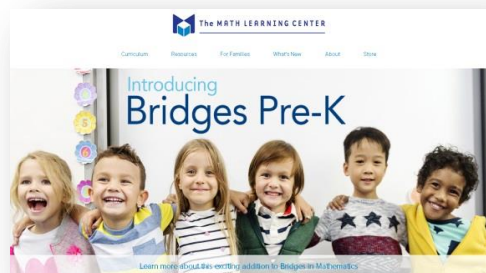 The MATH LEARNING CENTER
Curriculum Resources For Families What's New About Store
Introducing
Bridges Pre-K
Learn more about this exciting addition to Bridges in Mathematics